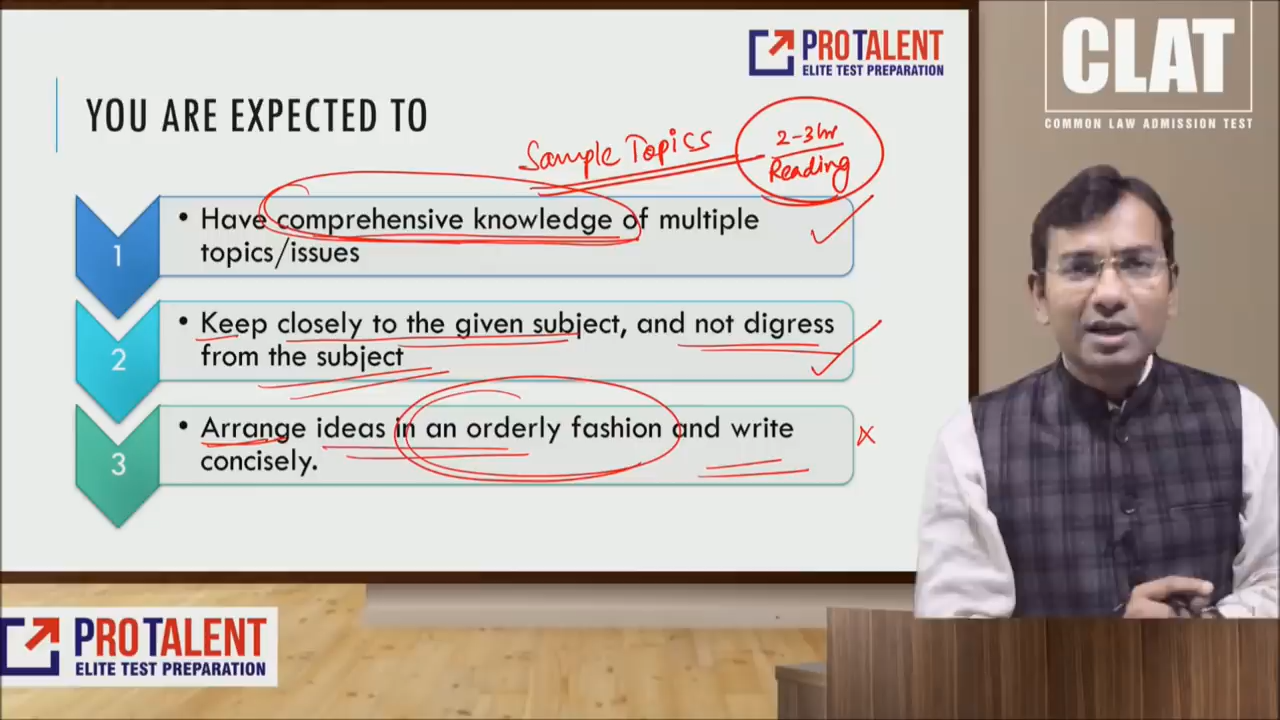 PROTALENT
ELITE TEST PREPARATION
CLAT
COMMON LAW ADMISSION TEST
YOU ARE EXPECTED TO
Sample Topics
2-3 hr
Reading
1
• Have comprehensive knowledge of multiple
topics/issues
2
• Keep closely to the given subject, and not digress
from the subject
3
• Arrange ideas in an orderly fashion and write
concisely.
PROTALENT
ELITE TEST PREPARATION